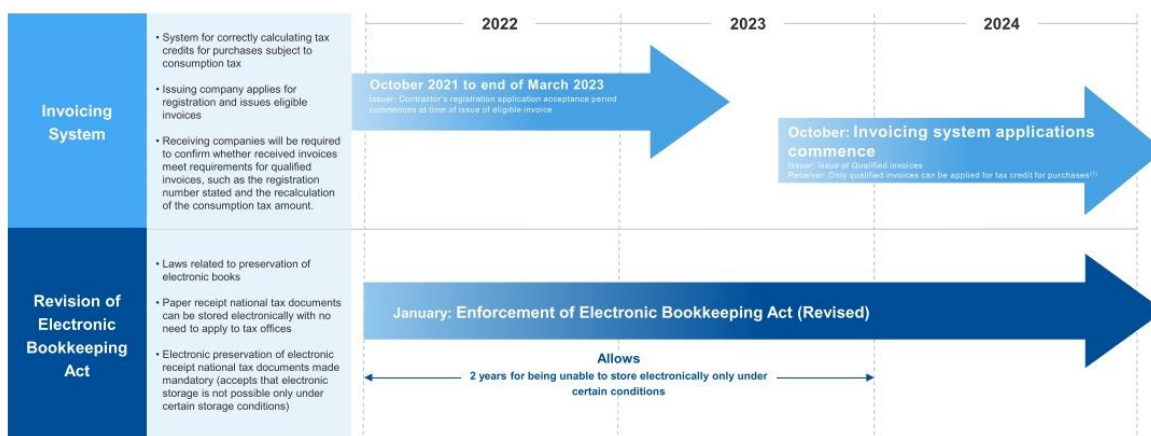 2022
2023
2024
Invoicing
System
• System for correctly calculating tax
credits for purchases subject to
consumption tax
• Issuing company applies for
registration and issues eligible
invoices
• Receiving companies will be required
to confirm whether received invoices
meet requirements for qualified
invoices, such as the registration
number stated and the recalculation
of the consumption tax amount.
October 2021 to end of March 2023
Issuer: Contractor's registration application acceptance period
commences at time of issue of eligible invoice
October: Invoicing system applications
commence
Issuer: Issue of Qualified invoices
Receiver: Only qualified invoices can be applied for tax credit for purchases(*)
Revision of
Electronic
Bookkeeping
Act
• Laws related to preservation of
electronic books
• Paper receipt national tax documents
can be stored electronically with no
need to apply to tax offices
• Electronic preservation of electronic
receipt national tax documents made
mandatory (accepts that electronic
storage is not possible only under
certain storage conditions)
January: Enforcement of Electronic Bookkeeping Act (Revised)
Allows
2 years for being unable to store electronically only under
certain conditions